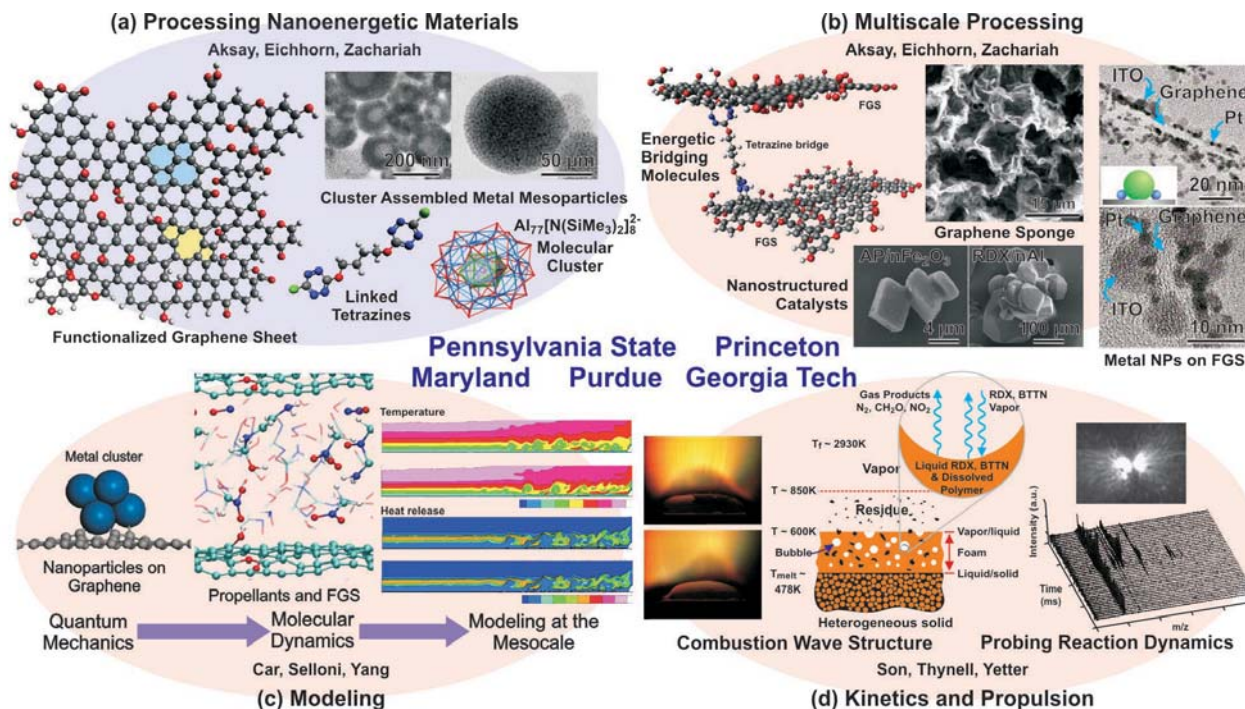 (a) Processing Nanoenergetic Materials
Aksay, Eichhorn, Zachariah
200 nm
50 µm
Cluster Assembled Metal Mesoparticles
Al77[N(SiMe3)2]8 2-
Molecular
Cluster
Linked
Tetrazines
Functionalized Graphene Sheet
(b) Multiscale Processing
Aksay, Eichhorn, Zachariah
FGS
Energetic
Bridging
Molecules
Tetrazine bridge
FGS
15 µm
Graphene Sponge
ITO
Graphene
Pt
20 nm
Nanostructured
Catalysts
AP/nFe2O3
4 µm
RDX/nAl
100 µm
Pt
Graphene
ITO
10 nm
Metal NPs on FGS
Pennsylvania State Princeton
Maryland Purdue Georgia Tech
Metal cluster
Nanoparticles on
Graphene
Propellants and FGS
Temperature
Heat release
Quantum
Mechanics
Molecular
Dynamics
Modeling at the
Mesocale
Car, Selloni, Yang
(c) Modeling
Gas Products
N2, CH2O, NO2
RDX, BTTN
Vapor
Tf ~ 2930K
Vapor
Liquid RDX, BTTN
& Dissolved
Polymer
T ~ 850K
Residue
T ~ 600K
Bubble
Vapor/liquid
Foam
Liquid/solid
Tmelt ~
478K
Heterogeneous solid
Combustion Wave Structure
Intensity (a.u.)
Time
(ms)
m/z
Probing Reaction Dynamics
Son, Thynell, Yetter
(d) Kinetics and Propulsion